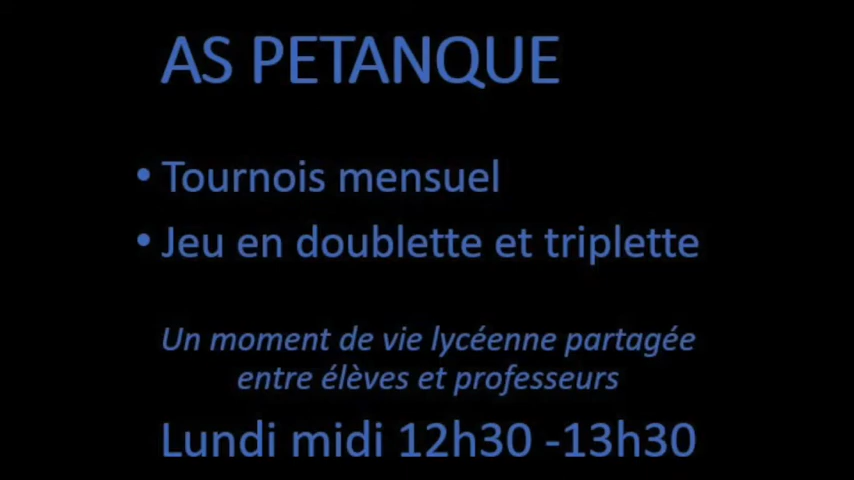 AS PETANQUE
• Tournois mensuel
• Jeu en doublette et triplette
Un moment de vie lycéenne partagée
entre élèves et professeurs
Lundi midi 12h30 -13h30